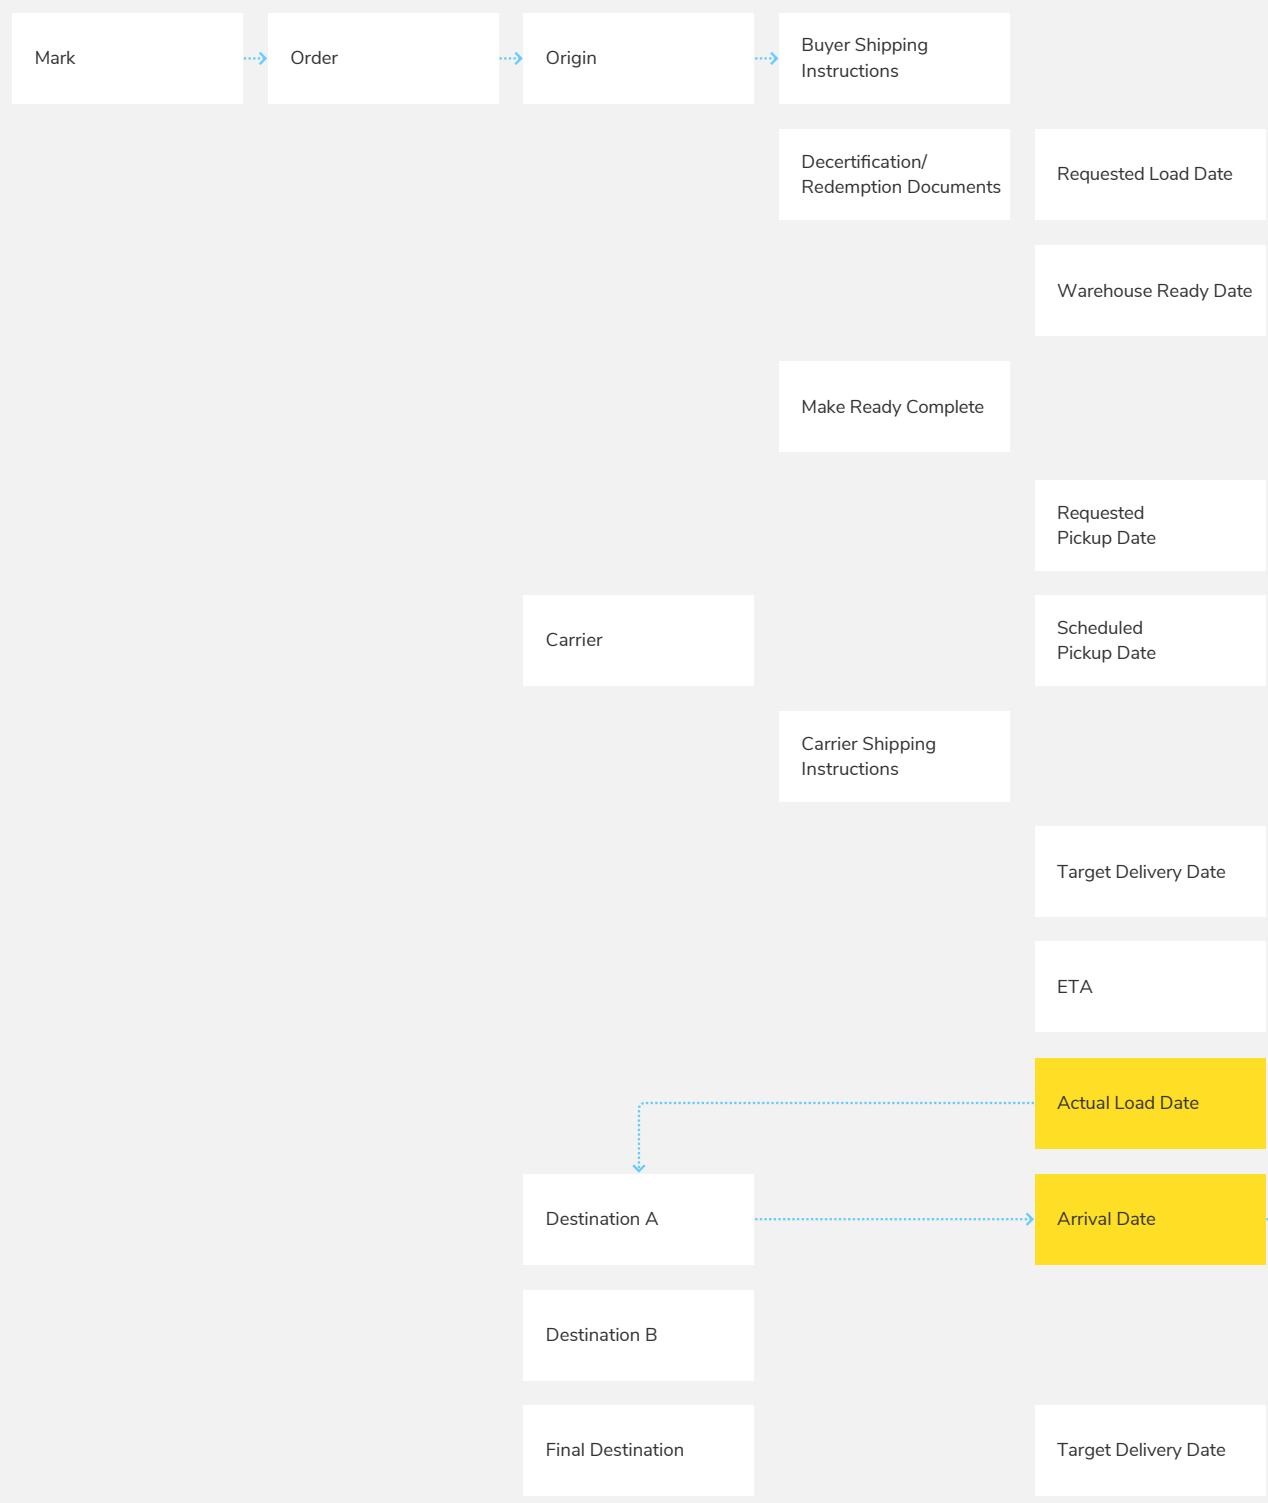 Mark
Order
Origin
Buyer Shipping
Instructions
Decertification/
Redemption Documents
Requested Load Date
Warehouse Ready Date
Make Ready Complete
Requested
Pickup Date
Carrier
Scheduled
Pickup Date
Carrier Shipping
Instructions
Target Delivery Date
ETA
Actual Load Date
Destination A
Arrival Date
Destination B
Final Destination
Target Delivery Date